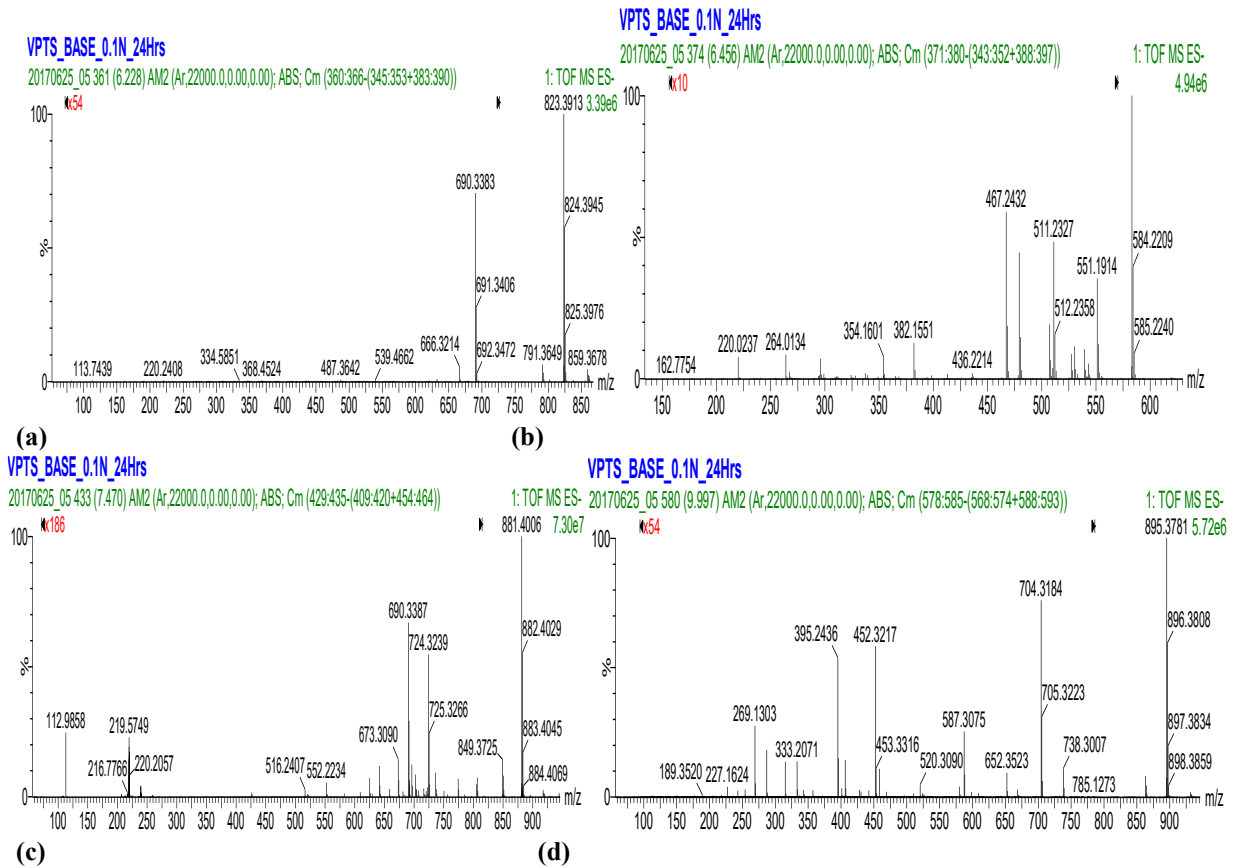 VPTS_BASE_0.1N_24Hrs
20170625_05 361 (6.228) AM2 (Ar,22000.0,0.00,0.00); ABS; Cm (360:366-(345:353+383:390))
1: TOF MS ES-
3.39e6
x54
100
%
0
823.3913
690.3383
824.3945
691.3406
825.3976
666.3214
692.3472
791.3649
859.3678
539.4662
487.3642
334.5851
368.4524
220.2408
113.7439
m/z
100 150 200 250 300 350 400 450 500 550 600 650 700 750 800 850
(a)
VPTS_BASE_0.1N_24Hrs
20170625_05 374 (6.456) AM2 (Ar,22000.0,0.00,0.00); ABS; Cm (371:380-(343:352+388:397))
1: TOF MS ES-
4.94e6
x10
100
%
0
467.2432
511.2327
584.2209
551.1914
512.2358
585.2240
354.1601
382.1551
220.0237
264.0134
436.2214
162.7754
m/z
150 200 250 300 350 400 450 500 550 600
(b)
VPTS_BASE_0.1N_24Hrs
20170625_05 433 (7.470) AM2 (Ar,22000.0,0.00,0.00); ABS; Cm (429:435-(409:420+454:464))
1: TOF MS ES-
7.30e7
x186
100
%
0
881.4006
882.4029
690.3387
724.3239
725.3266
883.4045
673.3090
849.3725
884.4069
112.9858
219.5749
220.2057
216.7766
516.2407
552.2234
m/z
100 150 200 250 300 350 400 450 500 550 600 650 700 750 800 850 900
(c)
VPTS_BASE_0.1N_24Hrs
20170625_05 580 (9.997) AM2 (Ar,22000.0,0.00,0.00); ABS; Cm (578:585-(568:574+588:593))
1: TOF MS ES-
5.72e6
x54
100
%
0
895.3781
896.3808
704.3184
395.2436
452.3217
705.3223
897.3834
587.3075
738.3007
269.1303
333.2071
453.3316
520.3090
652.3523
898.3859
189.3520
227.1624
785.1273
m/z
100 150 200 250 300 350 400 450 500 550 600 650 700 750 800 850 900
(d)